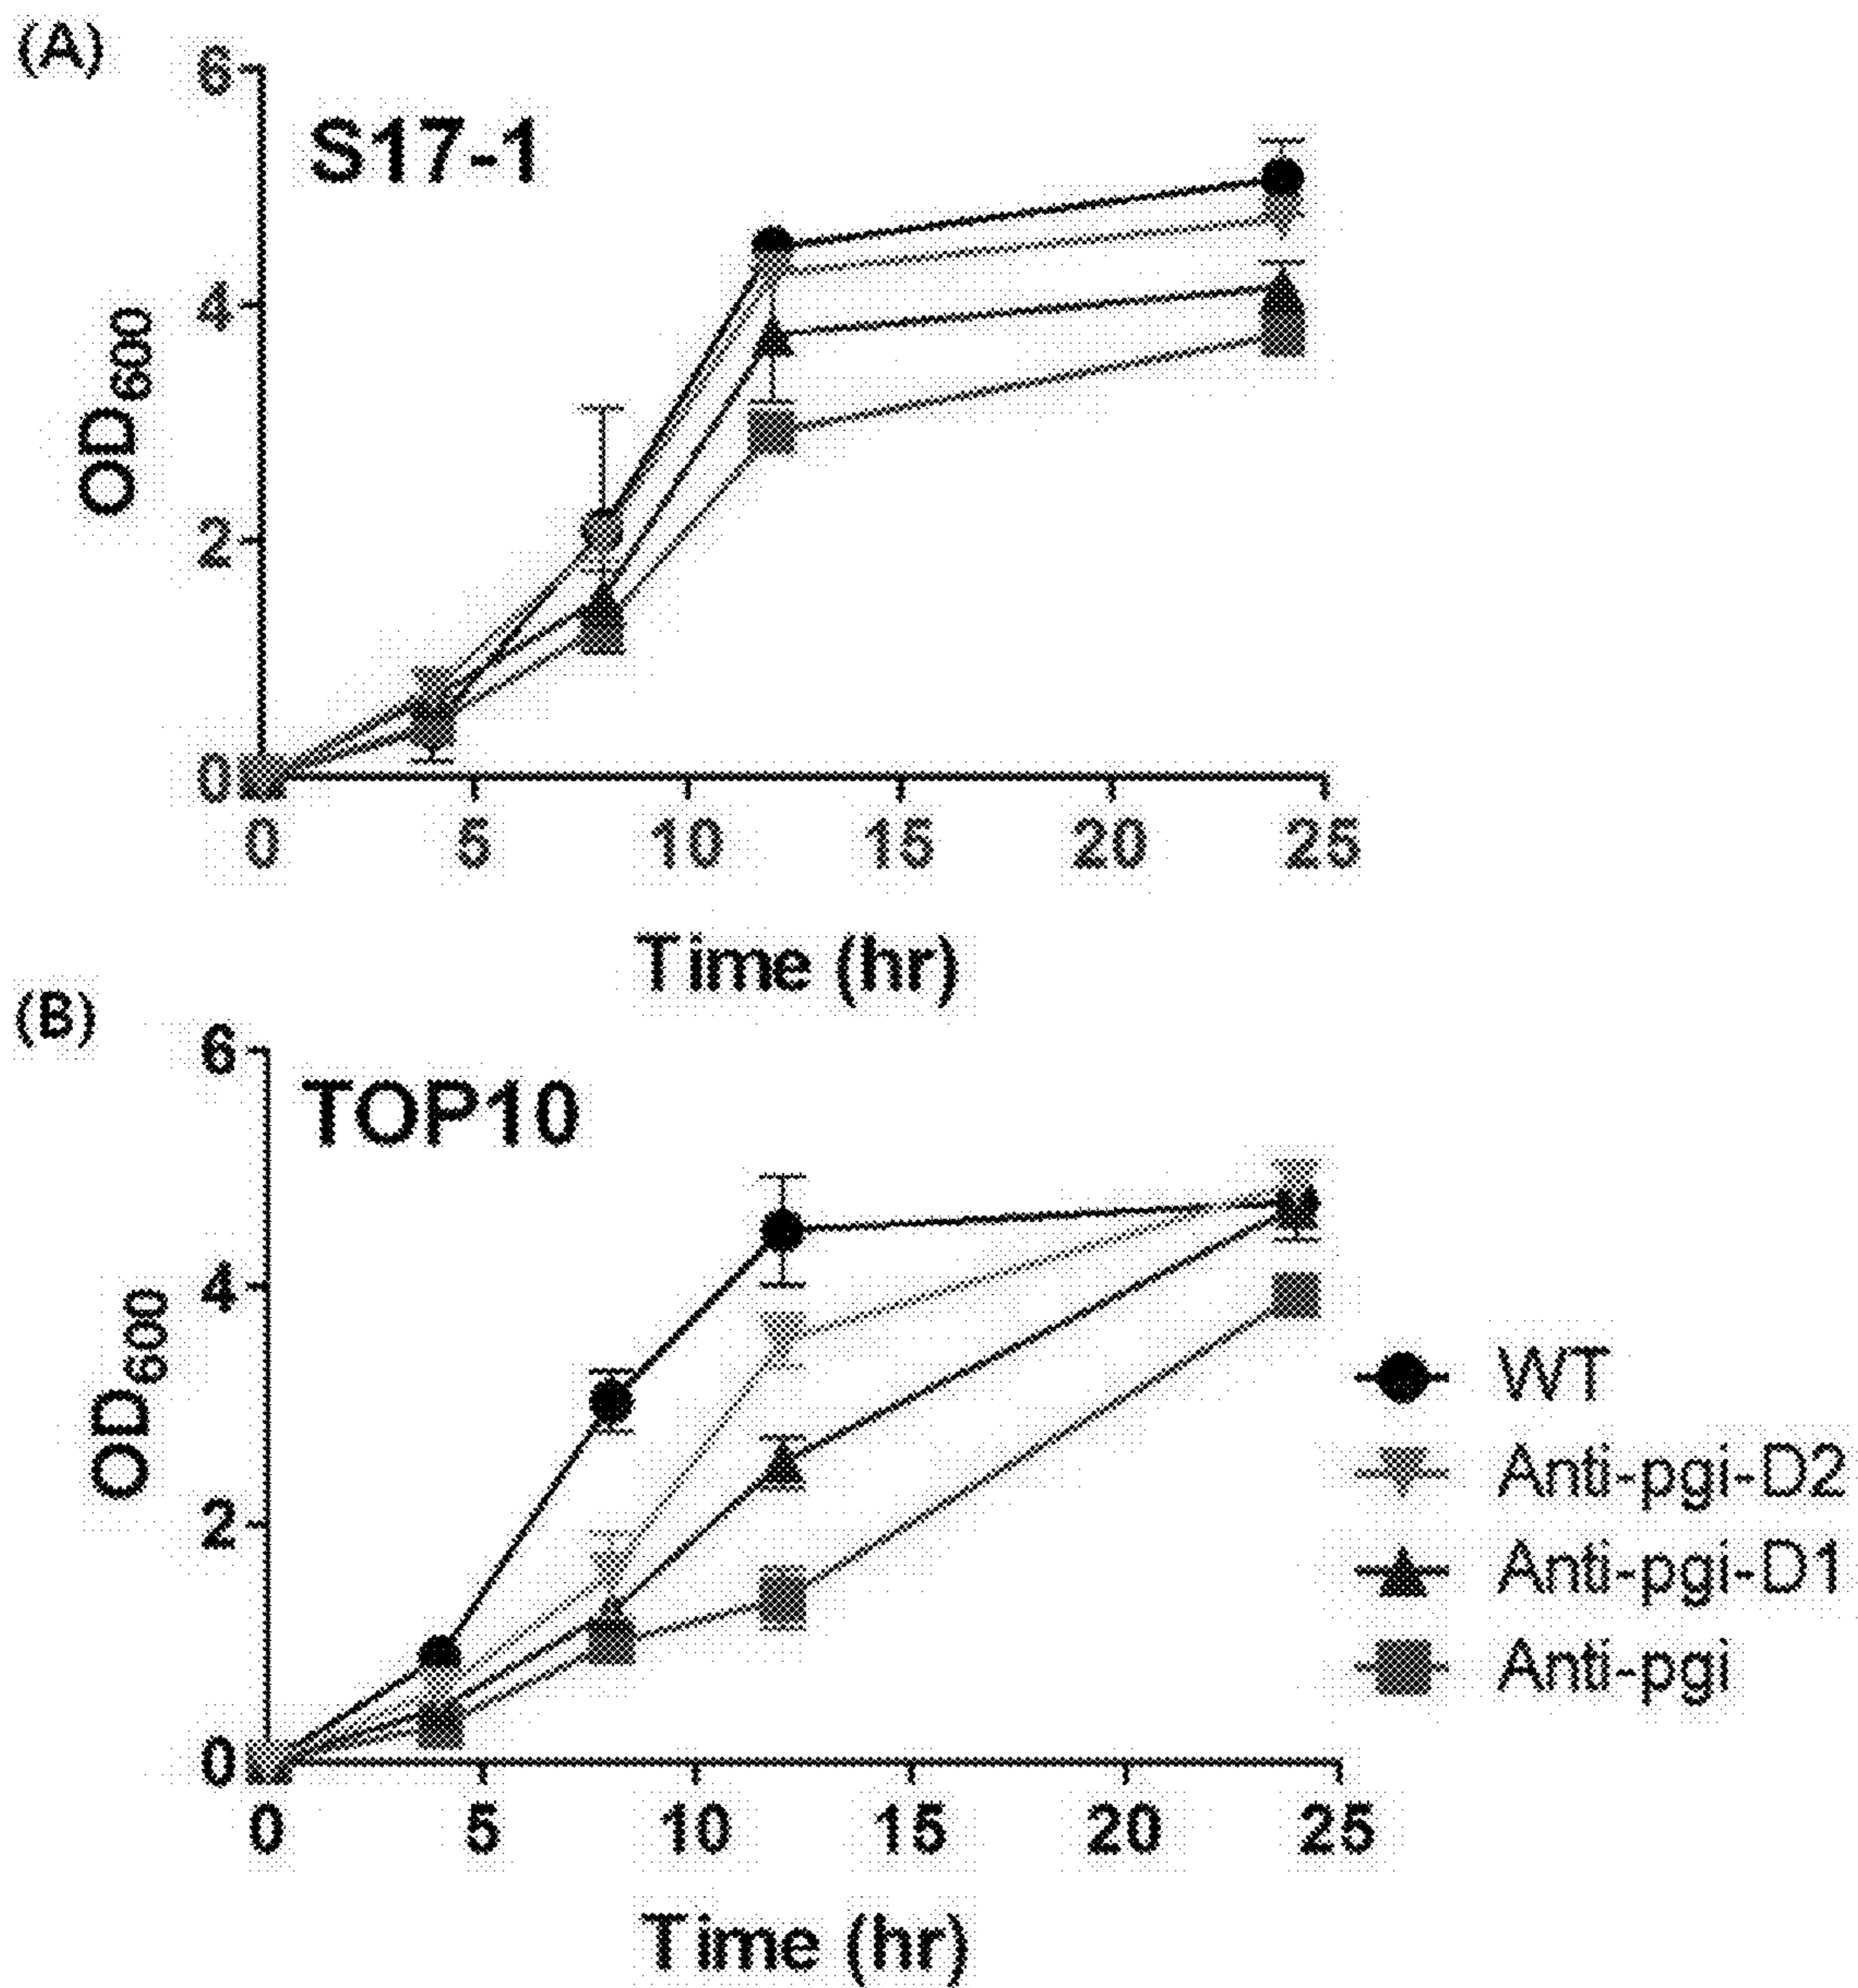 (A)
6
S17-1
4
OD600
2
0
0 5 10 15 20 25
Time (hr)
(B)
6
TOP10
4
OD600
2
0
0 5 10 15 20 25
Time (hr)
WT
Anti-pgi-D2
Anti-pgi-D1
Anti-pgi